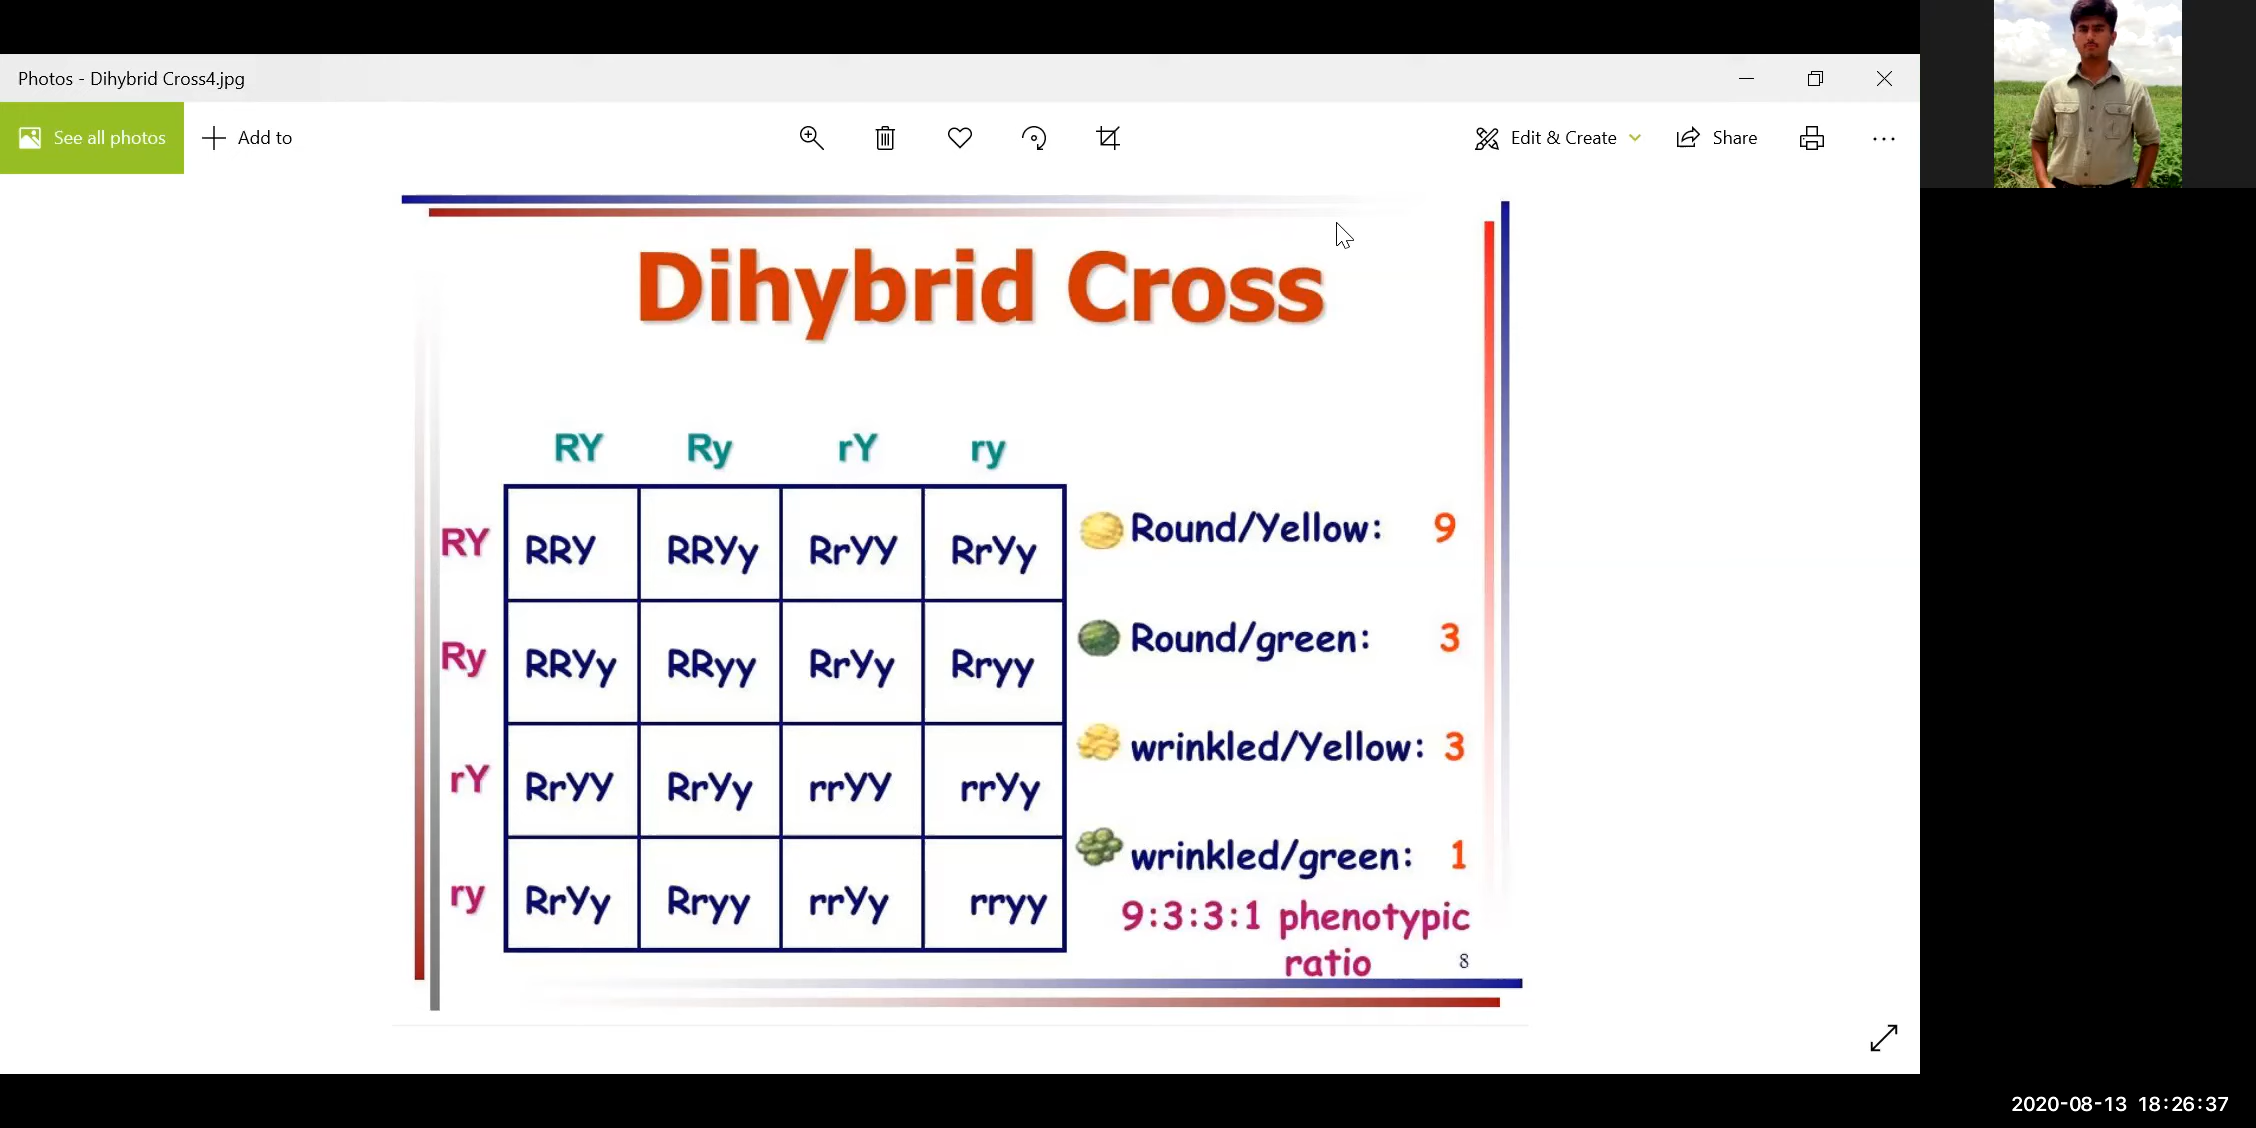 Photos - Dihybrid Cross4.jpg
See all photos
Add to
Edit & Create
Share
Dihybrid Cross
RY Ry rY ry
RY RRY RRYy RrYY RrYy
Round/Yellow: 9
Ry RRYy RRyy RrYy Rryy
Round/green: 3
rY RrYY RrYy rrYY rrYy
wrinkled/Yellow: 3
ry RrYy Rryy rrYy rryy
wrinkled/green: 1
9:3:3:1 phenotypic
ratio
8
2020-08-13 18:26:37